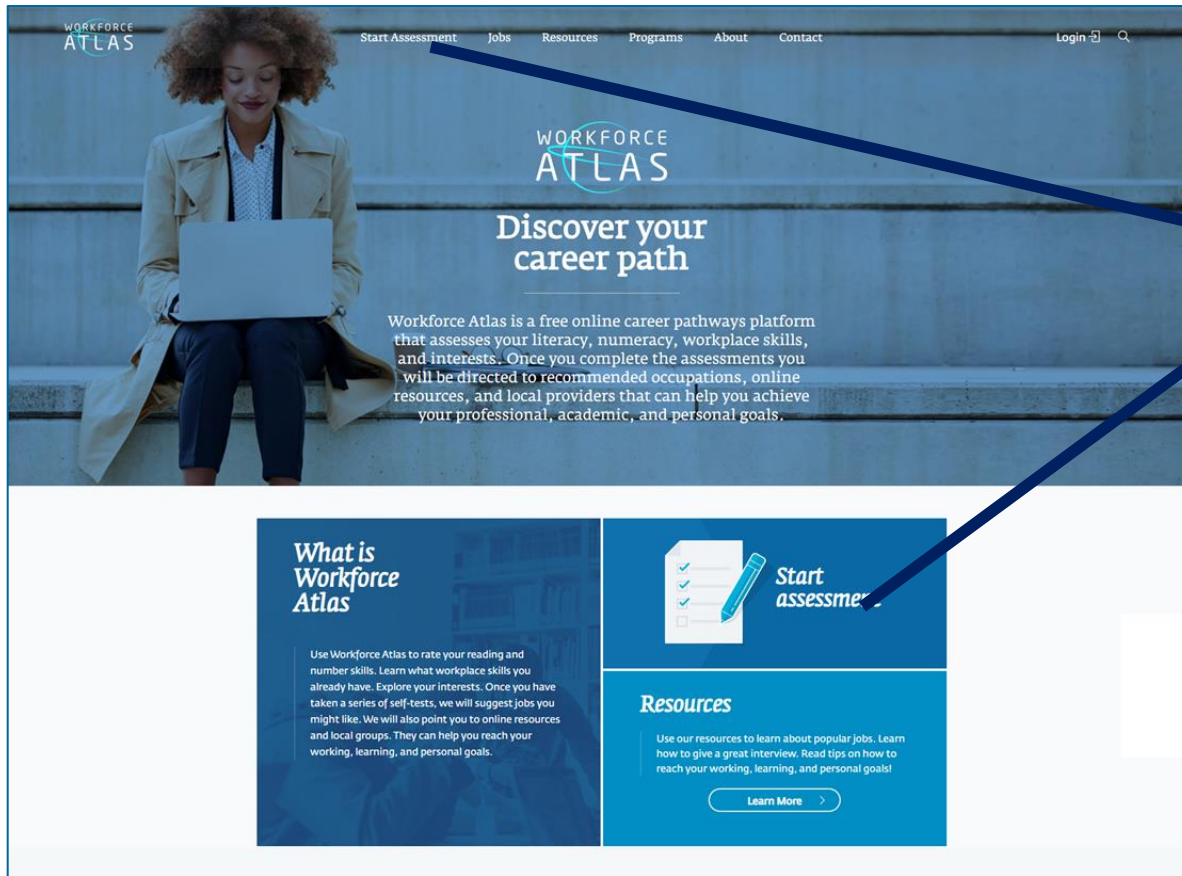 WORKFORCE
ATLAS
Start Assessment Jobs Resources Programs About Contact
Login
WORKFORCE
ATLAS
Discover your
career path
Workforce Atlas is a free online career pathways platform
that assesses your literacy, numeracy, workplace skills,
and interests. Once you complete the assessments you
will be directed to recommended occupations, online
resources, and local providers that can help you achieve
your professional, academic, and personal goals.
What is
Workforce
Atlas
Use Workforce Atlas to rate your reading and
number skills. Learn what workplace skills you
already have. Explore your interests. Once you have
taken a series of self-tests, we will suggest jobs you
might like. We will also point you to online resources
and local groups. They can help you reach your
working, learning, and personal goals.
Start
assessment
Resources
Use our resources to learn about popular jobs. Learn
how to give a great interview. Read tips on how to
reach your working, learning, and personal goals!
Learn More